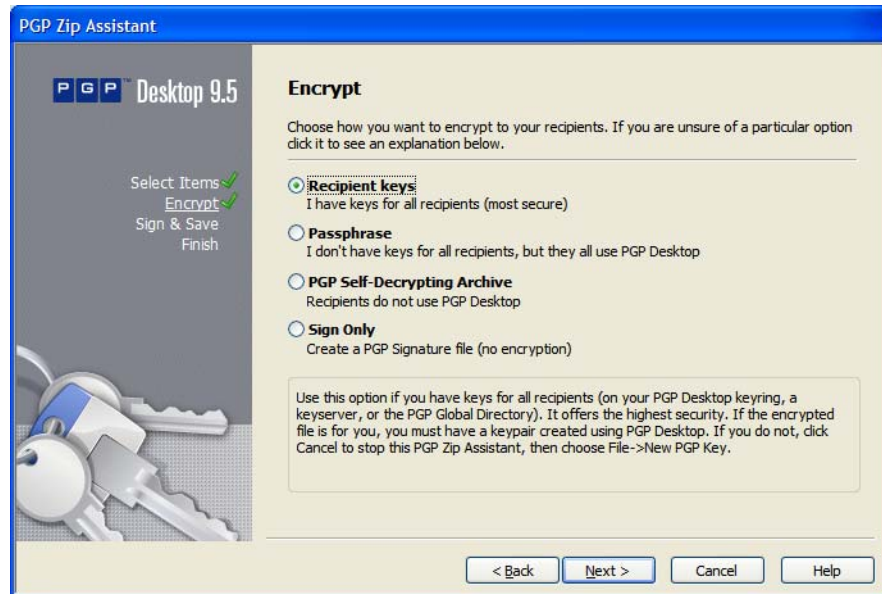 PGP Zip Assistant
PGP™ Desktop 9.5
Select Items
Encrypt
Sign & Save
Finish
Encrypt
Choose how you want to encrypt to your recipients. If you are unsure of a particular option
click it to see an explanation below.
Recipient keys
I have keys for all recipients (most secure)
Passphrase
I don't have keys for all recipients, but they all use PGP Desktop
PGP Self-Decrypting Archive
Recipients do not use PGP Desktop
Sign Only
Create a PGP Signature file (no encryption)
Use this option if you have keys for all recipients (on your PGP Desktop keyring, a
keyserver, or the PGP Global Directory). It offers the highest security. If the encrypted
file is for you, you must have a keypair created using PGP Desktop. If you do not, click
Cancel to stop this PGP Zip Assistant, then choose File->New PGP Key.
< Back
Next >
Cancel
Help